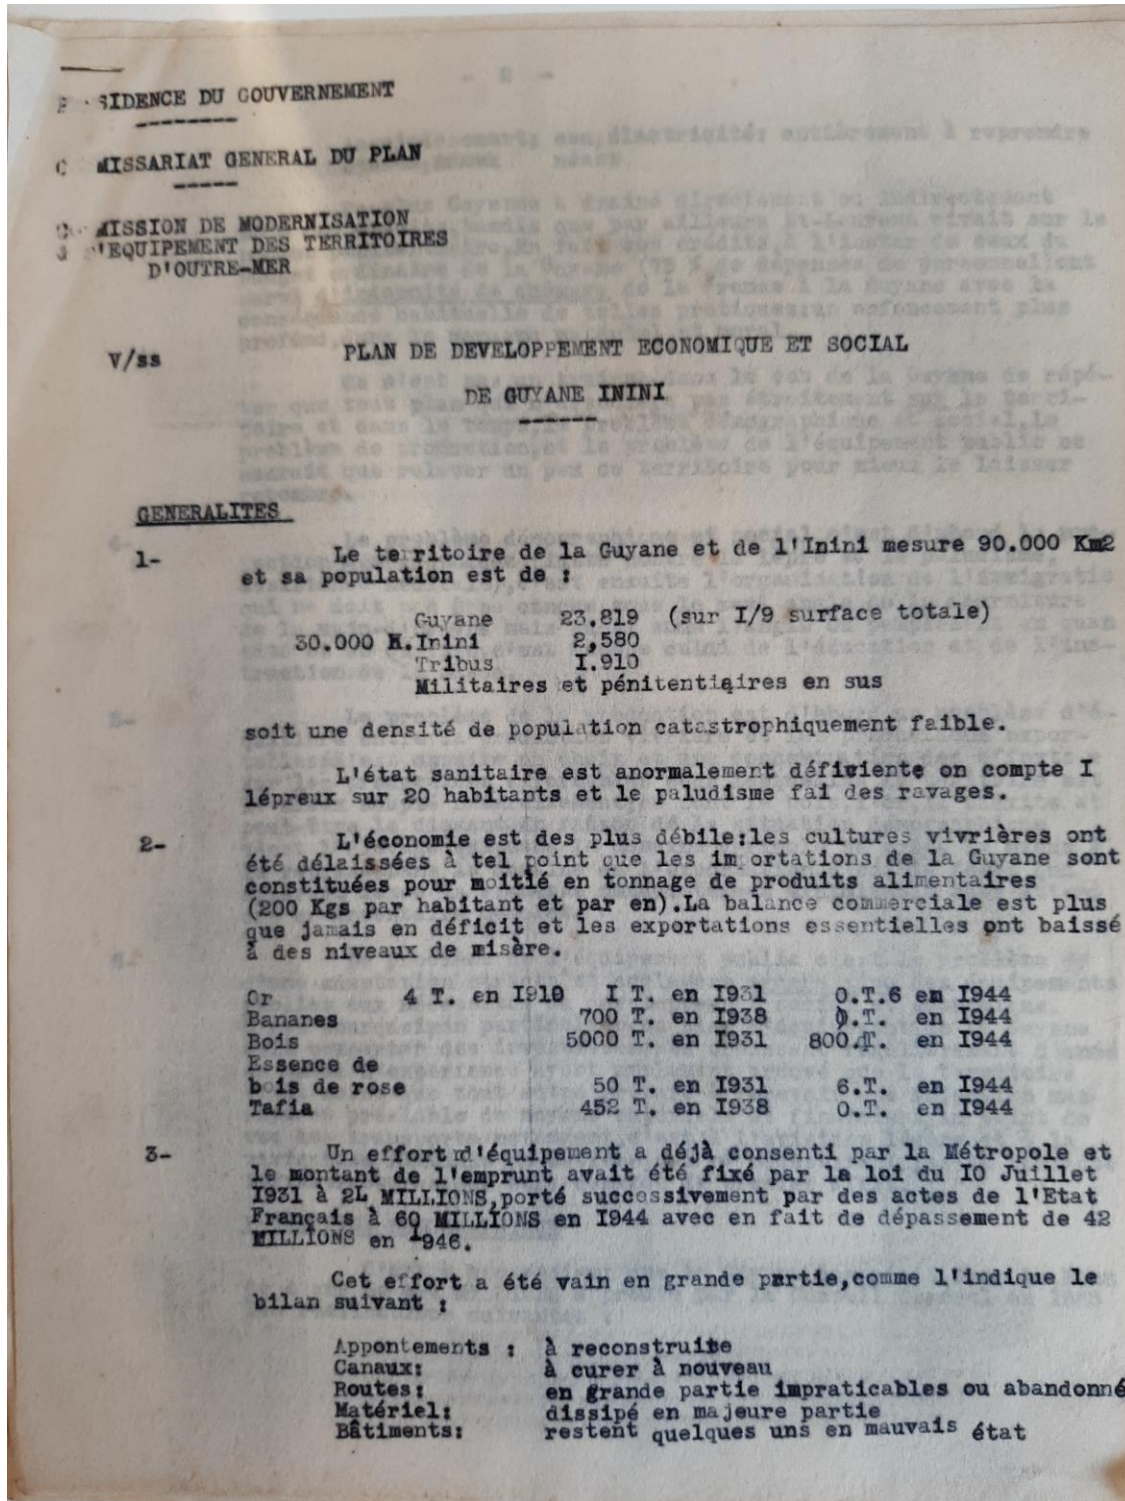 SIDENCE DU GOUVERNEMENT
MISSARIAT GENERAL DU PLAN
MISSION DE MODERNISATION
'EQUIPEMENT DES TERRITOIRES
D'OUTRE-MER
V/ss
PLAN DE DEVELOPPEMENT ECONOMIQUE ET SOCIAL
DE GUYANE ININI
GENERALITES
1- Le territoire de la Guyane et de l'Inini mesure 90.000 Km2
et sa population est de :
Guyane 23.819 (sur I/9 surface totale)
30.000 H. Inini 2,580
Tribus I.910
Militaires et pénitentiaires en sus
soit une densité de population catastrophiquement faible.
L'état sanitaire est anormalement déficiente on compte I
lépreux sur 20 habitants et le paludisme fai des ravages.
2- L'économie est des plus débile:les cultures vivrières ont
été délaissées à tel point que les importations de la Guyane sont
constituées pour moitié en tonnage de produits alimentaires
(200 Kgs par habitant et par en).La balance commerciale est plus
que jamais en déficit et les exportations essentielles ont baissé
à des niveaux de misère.
Or 4 T. en I910 I T. en I931 0.T.6 en I944
Bananes 700 T. en I938 0.T. en I944
Bois 5000 T. en I931 800.T. en I944
Essence de
bois de rose 50 T. en I931 6.T. en I944
Tafia 452 T. en I938 0.T. en I944
3- Un effort d'équipement a déjà consenti par la Métropole et
le montant de l'emprunt avait été fixé par la loi du IO Juillet
I931 à 2L MILLIONS,porté successivement par des actes de l'Etat
Français à 60 MILLIONS en I944 avec en fait de dépassement de 42
MILLIONS en 1946.
Cet effort a été vain en grande partie,comme l'indique le
bilan suivant :
Appontements : à reconstruite
Canaux: à curer à nouveau
Routes: en grande partie impraticables ou abandonné
Matériel: dissipé en majeure partie
Bâtiments: restent quelques uns en mauvais état